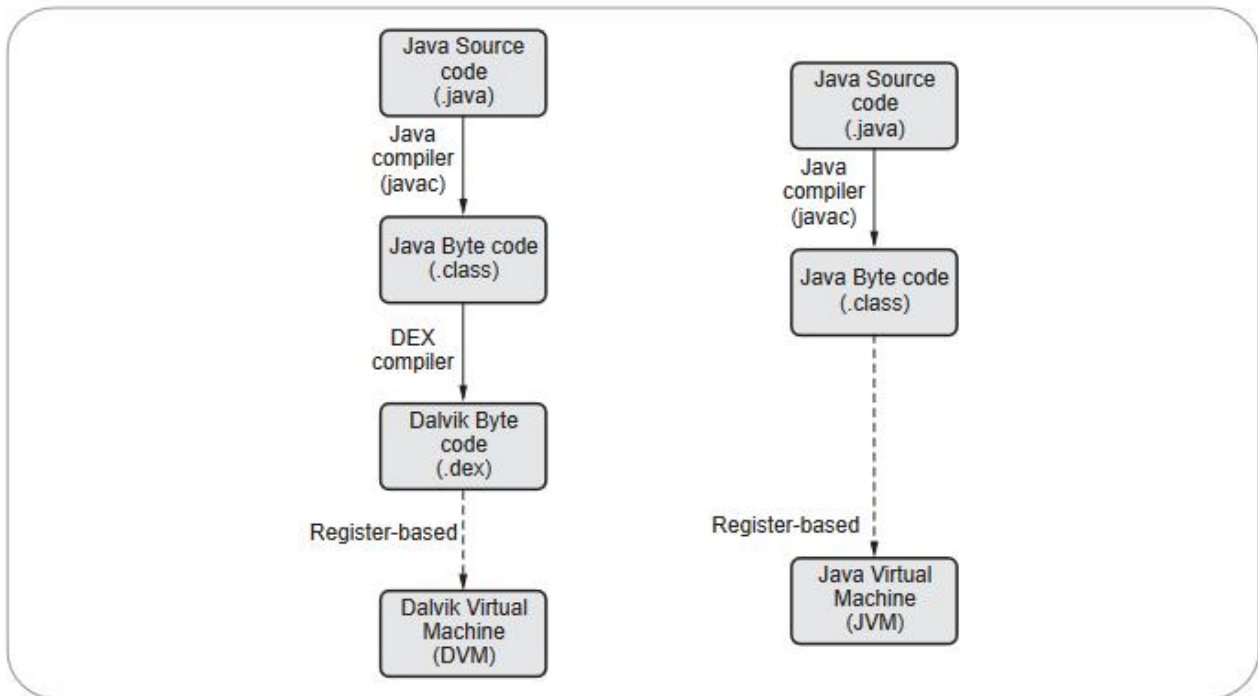 Java Source
code
(.java)
Java
compiler
(javac)
Java Byte code
(.class)
DEX
compiler
Dalvik Byte
code
(.dex)
Register-based
Dalvik Virtual
Machine
(DVM)
Java Source
code
(.java)
Java
compiler
(javac)
Java Byte code
(.class)
Register-based
Java Virtual
Machine
(JVM)